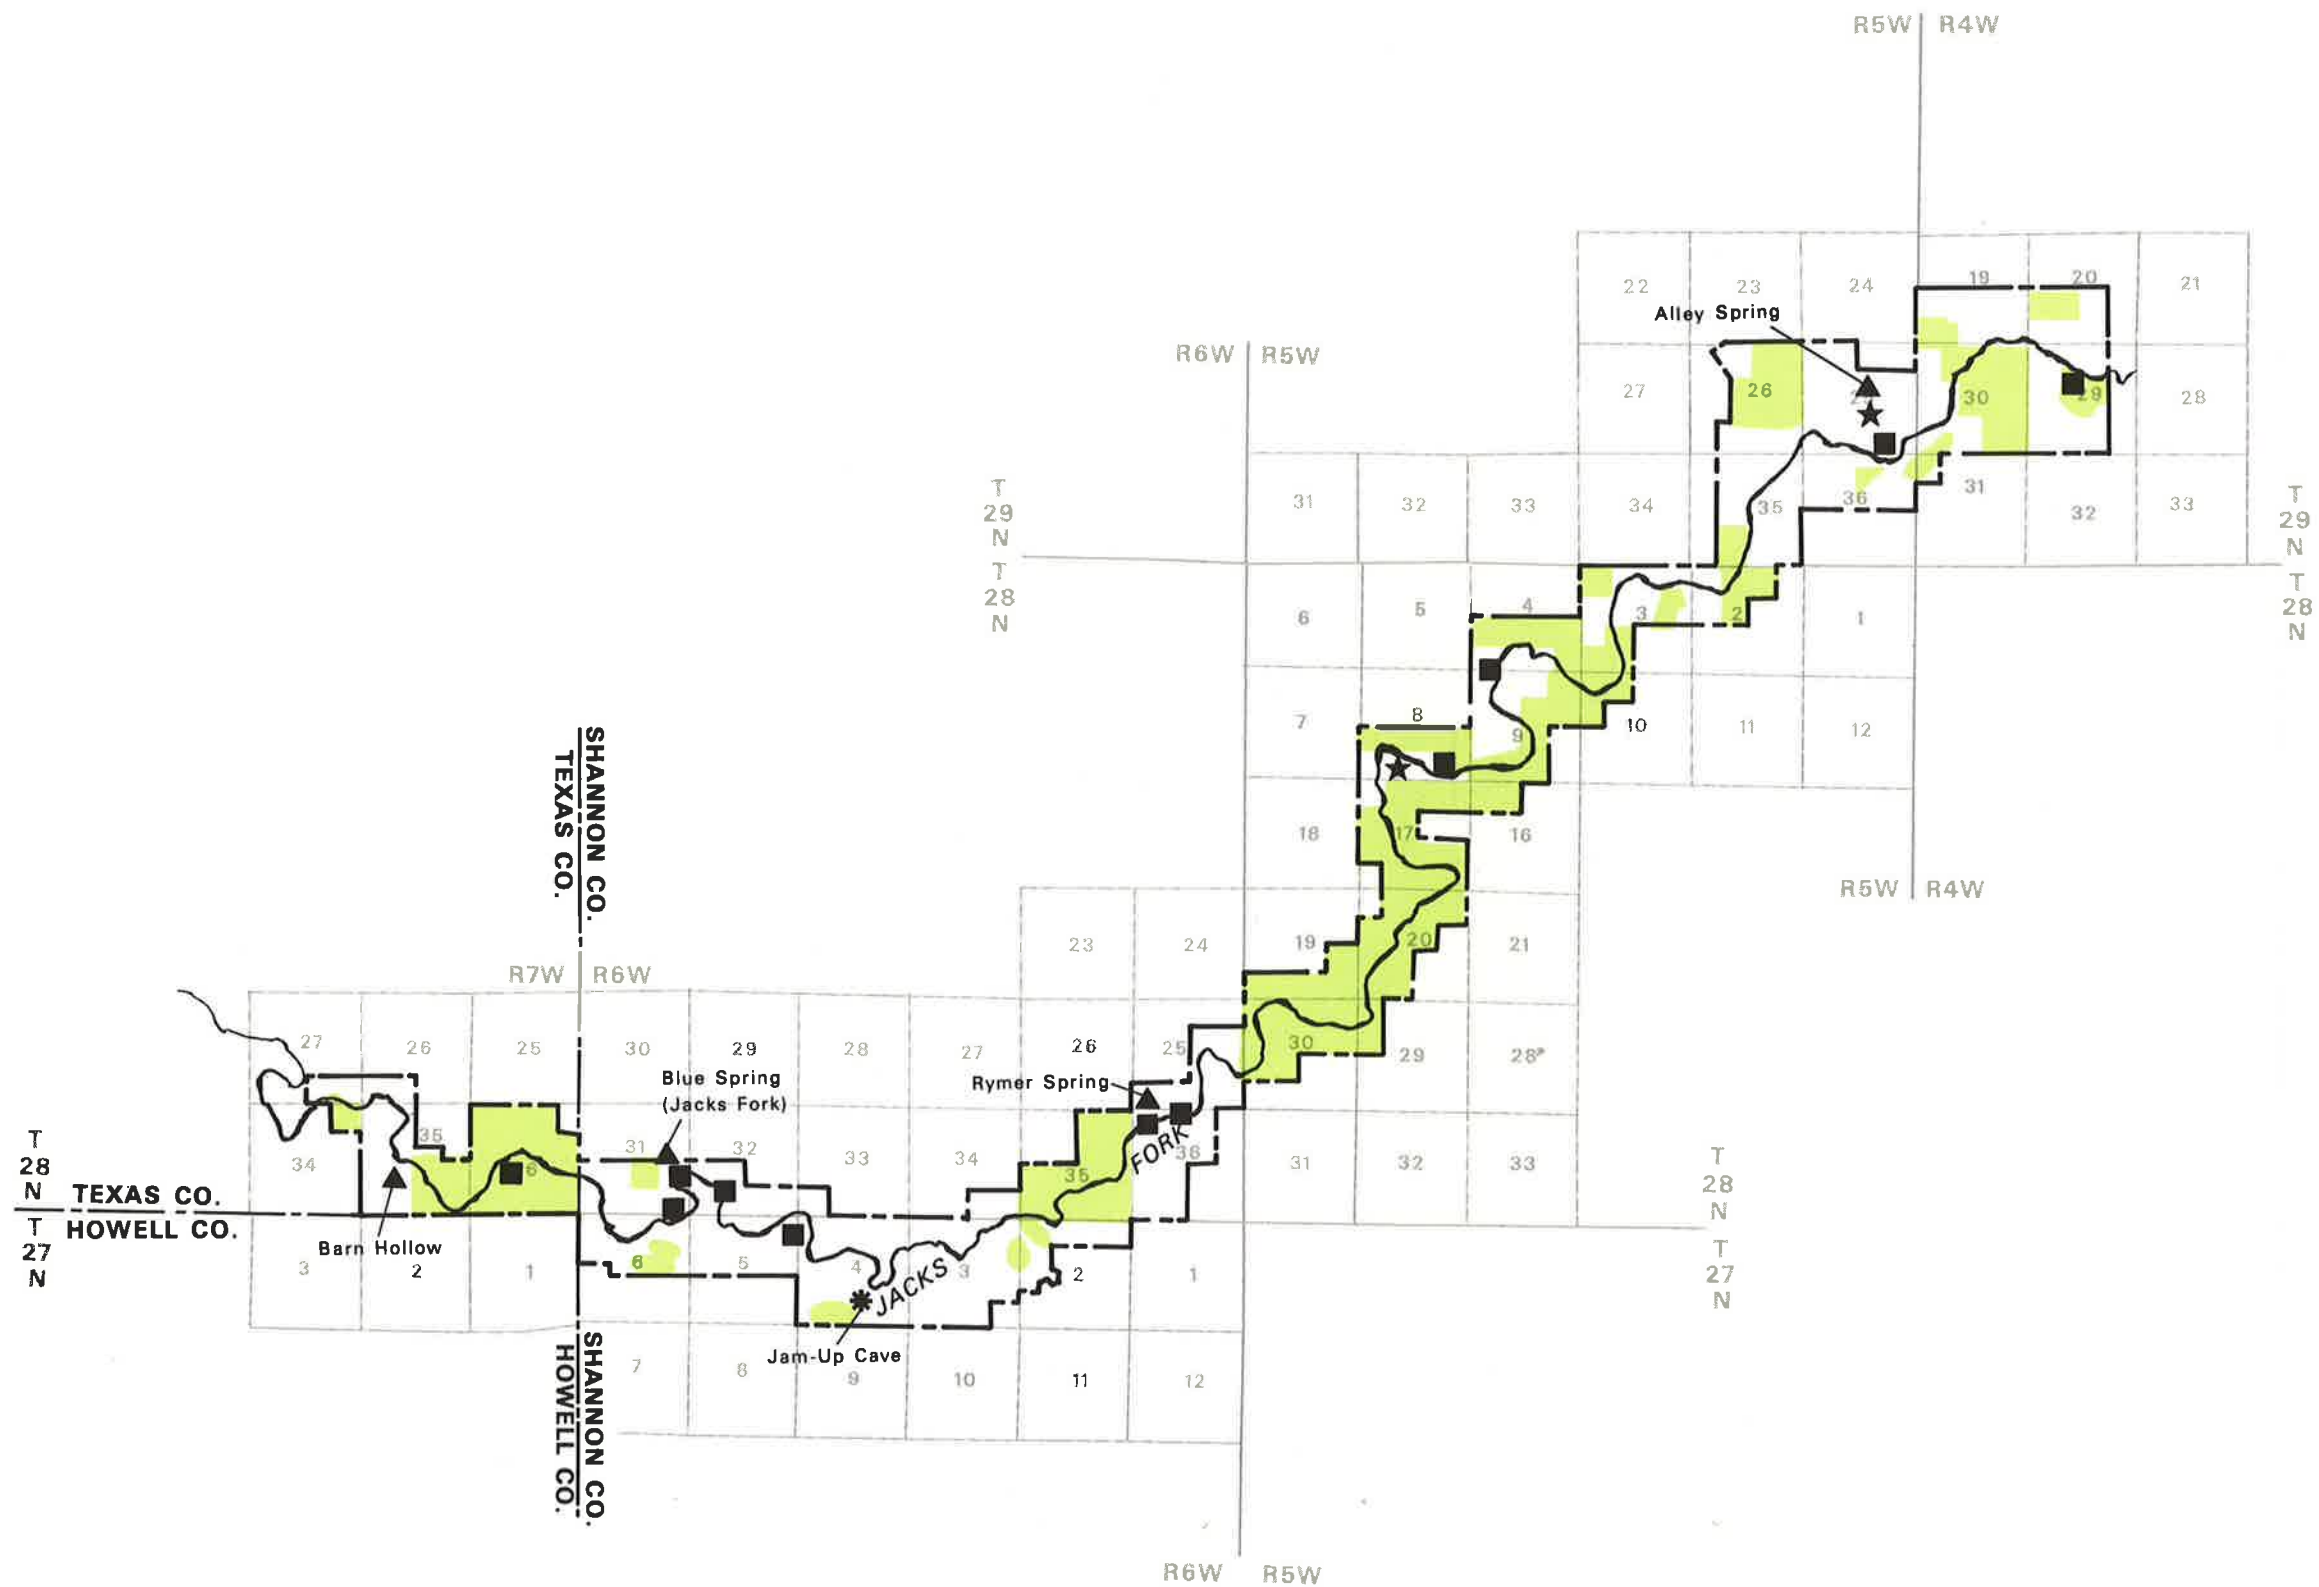 R5W R4W
22 23 24 19 20 21
Alley Spring
R6W R5W
27 26 30 29 28
31 32 33 34 35 36 31 32 33
T
29
N
T
29
N
T
28
N
T
28
N
6 5 4 3 2 1
7 8 9 10 11 12
SHANNON CO.
TEXAS CO.
18 17 16
R5W R4W
23 24 19 20 21
R7W R6W
27 26 25 30 29 28 27 26 25 30 29 28
Blue Spring
(Jacks Fork)
Rymer Spring
34 35 31 32 33 34 35 36 31 32 33
FORK
T
28
N
TEXAS CO.
HOWELL CO.
T
27
N
T
28
N
T
27
N
Barn Hollow
3 2 1 6 5 4 3 2 1
JACKS
Jam-Up Cave
SHANNON CO.
HOWELL CO.
7 8 9 10 11 12
R6W R5W